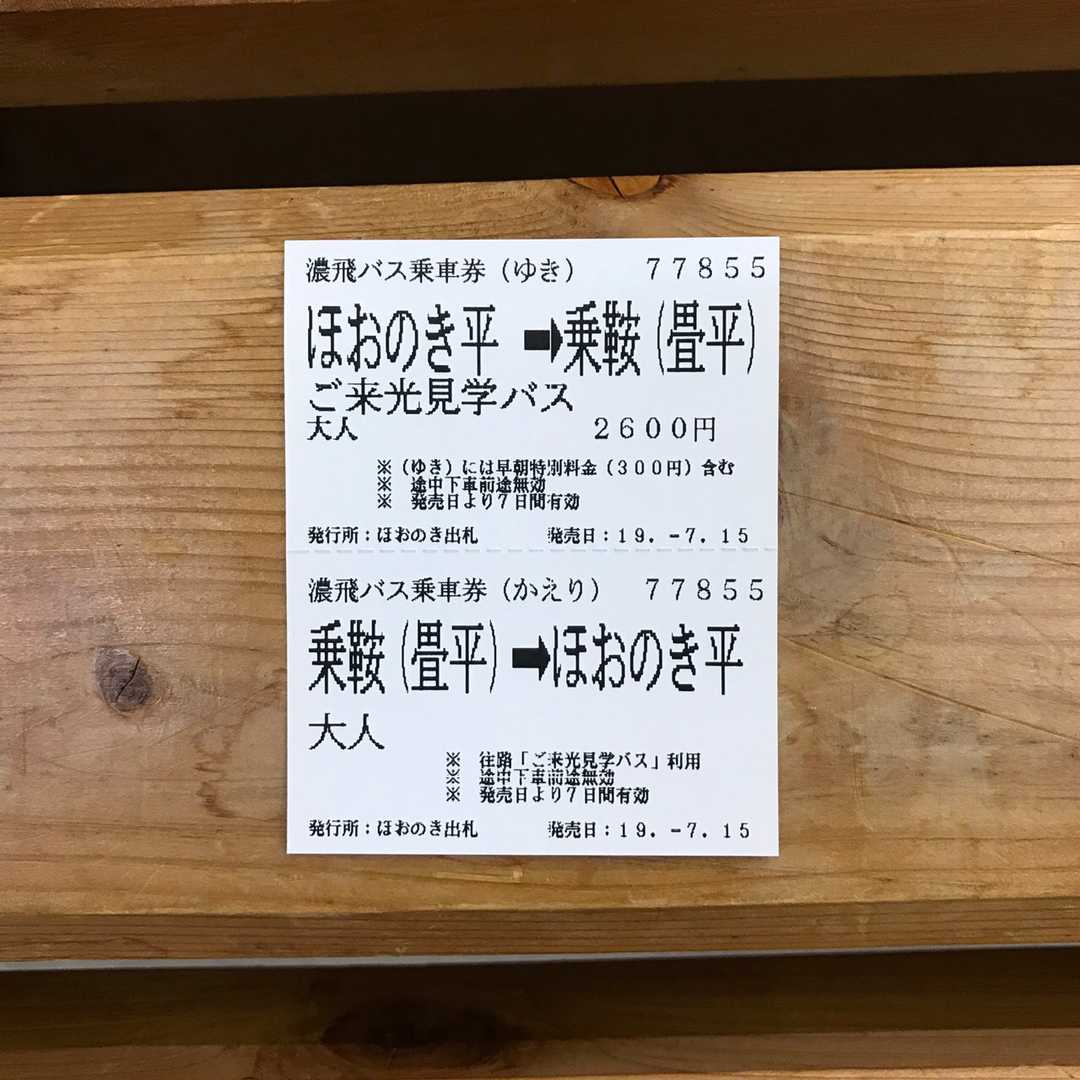 濃飛バス乗車券（ゆき） 77855
ほおのき平 ➡乗鞍（畳平）
ご来光見学バス
大人 2600円
※（ゆき）には早朝特別料金（300円）含む
※ 途中下車前途無効
※ 発売日より7日間有効
発行所：ほおのき出札 発売日：19．－7．15
濃飛バス乗車券（かえり） 77855
乗鞍（畳平）➡ほおのき平
大人
※ 往路「ご来光見学バス」利用
※ 途中下車前途無効
※ 発売日より7日間有効
発行所：ほおのき出札 発売日：19．－7．15